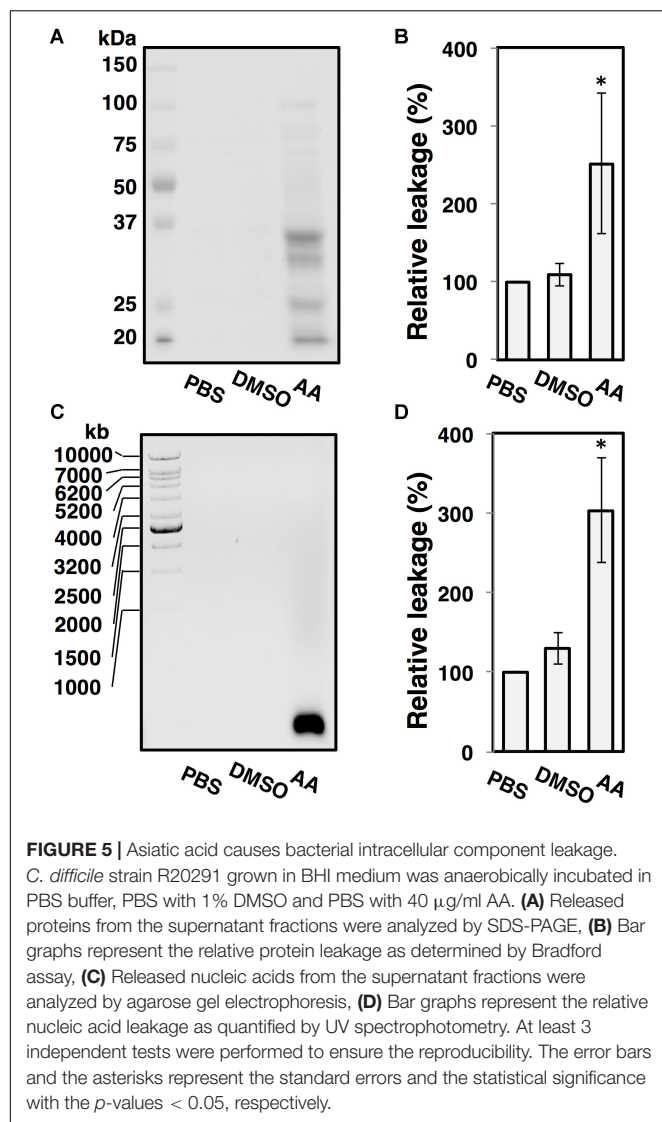 A
kDa
150
100
75
50
37
25
20
PBS
DMSO
AA
B
Relative leakage (%)
400
300
200
100
0
*
PBS
DMSO
AA
C
kb
10000
7000
6200
5200
4000
3200
2500
2000
1500
1000
PBS
DMSO
AA
D
Relative leakage (%)
400
300
200
100
0
*
PBS
DMSO
AA
FIGURE 5 | Asiatic acid causes bacterial intracellular component leakage.
C. difficile strain R20291 grown in BHI medium was anaerobically incubated in
PBS buffer, PBS with 1% DMSO and PBS with 40 μg/ml AA. (A) Released
proteins from the supernatant fractions were analyzed by SDS-PAGE, (B) Bar
graphs represent the relative protein leakage as determined by Bradford
assay, (C) Released nucleic acids from the supernatant fractions were
analyzed by agarose gel electrophoresis, (D) Bar graphs represent the relative
nucleic acid leakage as quantified by UV spectrophotometry. At least 3
independent tests were performed to ensure the reproducibility. The error bars
and the asterisks represent the standard errors and the statistical significance
with the p-values < 0.05, respectively.